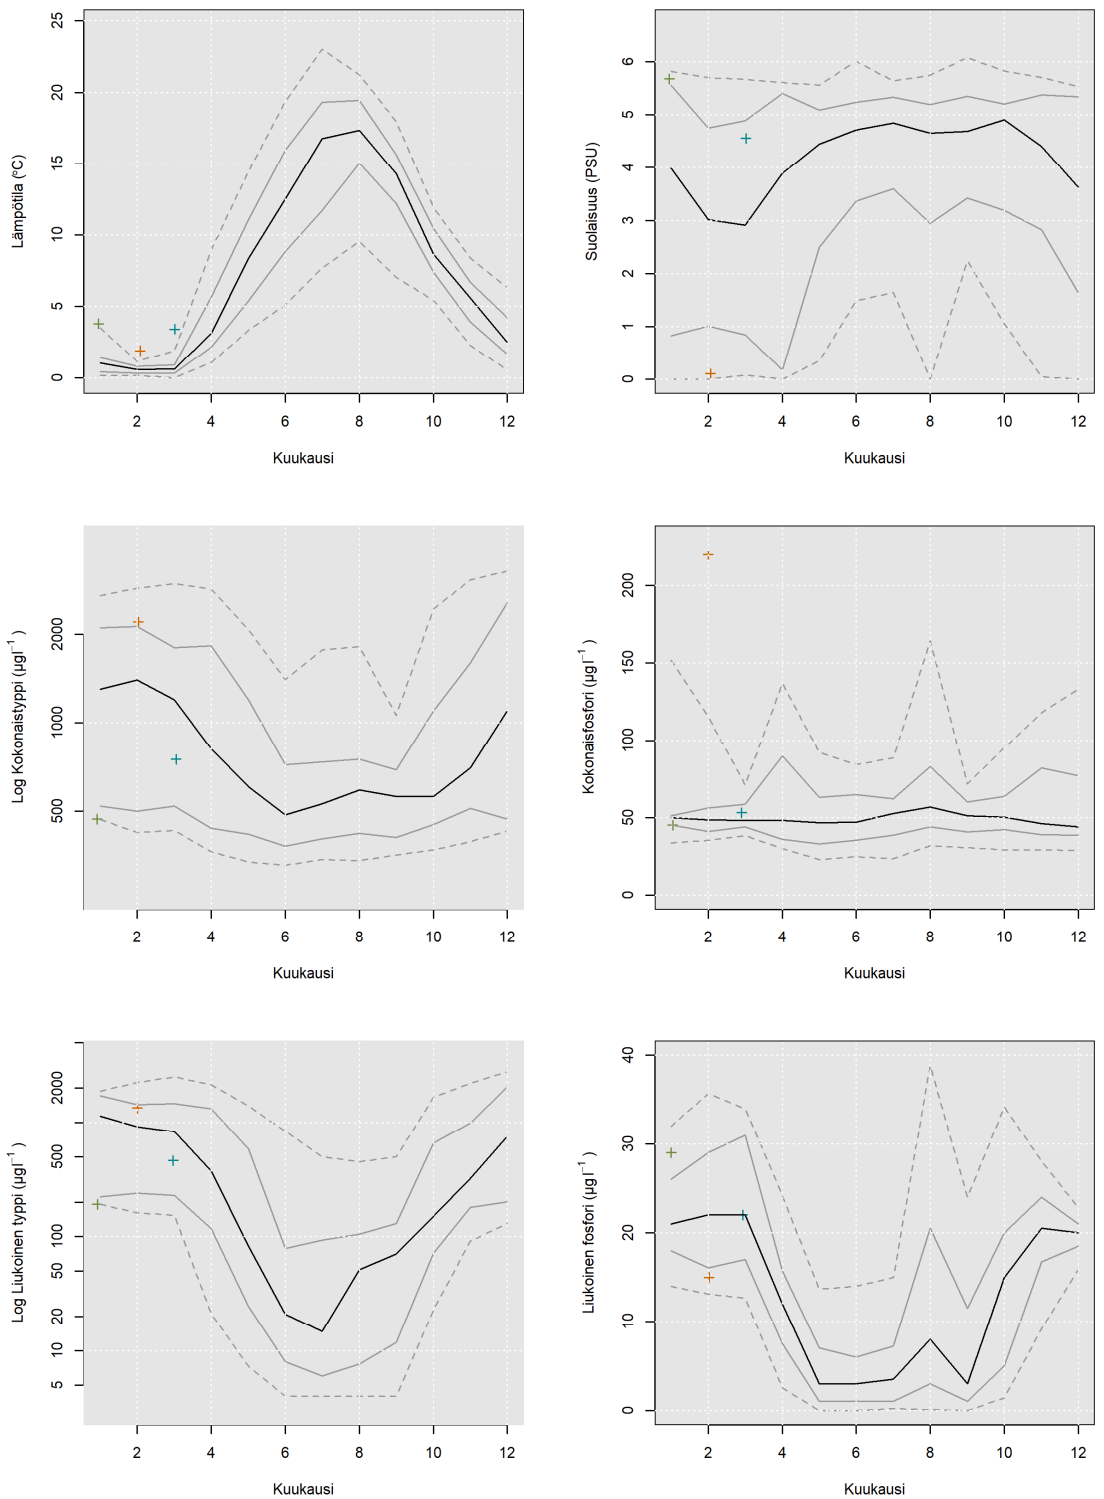 25
20
15
10
5
0
Lämpötila (°C)
2 4 6 8 10 12
Kuukausi
6
5
4
3
2
1
0
Suolaisuus (PSU)
2 4 6 8 10 12
Kuukausi
2000
1000
500
Log Kokonaistyppi (µgl⁻¹ )
2 4 6 8 10 12
Kuukausi
200
150
100
50
0
Kokonaisfosfori (µgl⁻¹ )
2 4 6 8 10 12
Kuukausi
2000
500
100
50
20
10
5
Log Liukoinen typpi (µgl⁻¹ )
2 4 6 8 10 12
Kuukausi
40
30
20
10
0
Liukoinen fosfori (µgl⁻¹ )
2 4 6 8 10 12
Kuukausi